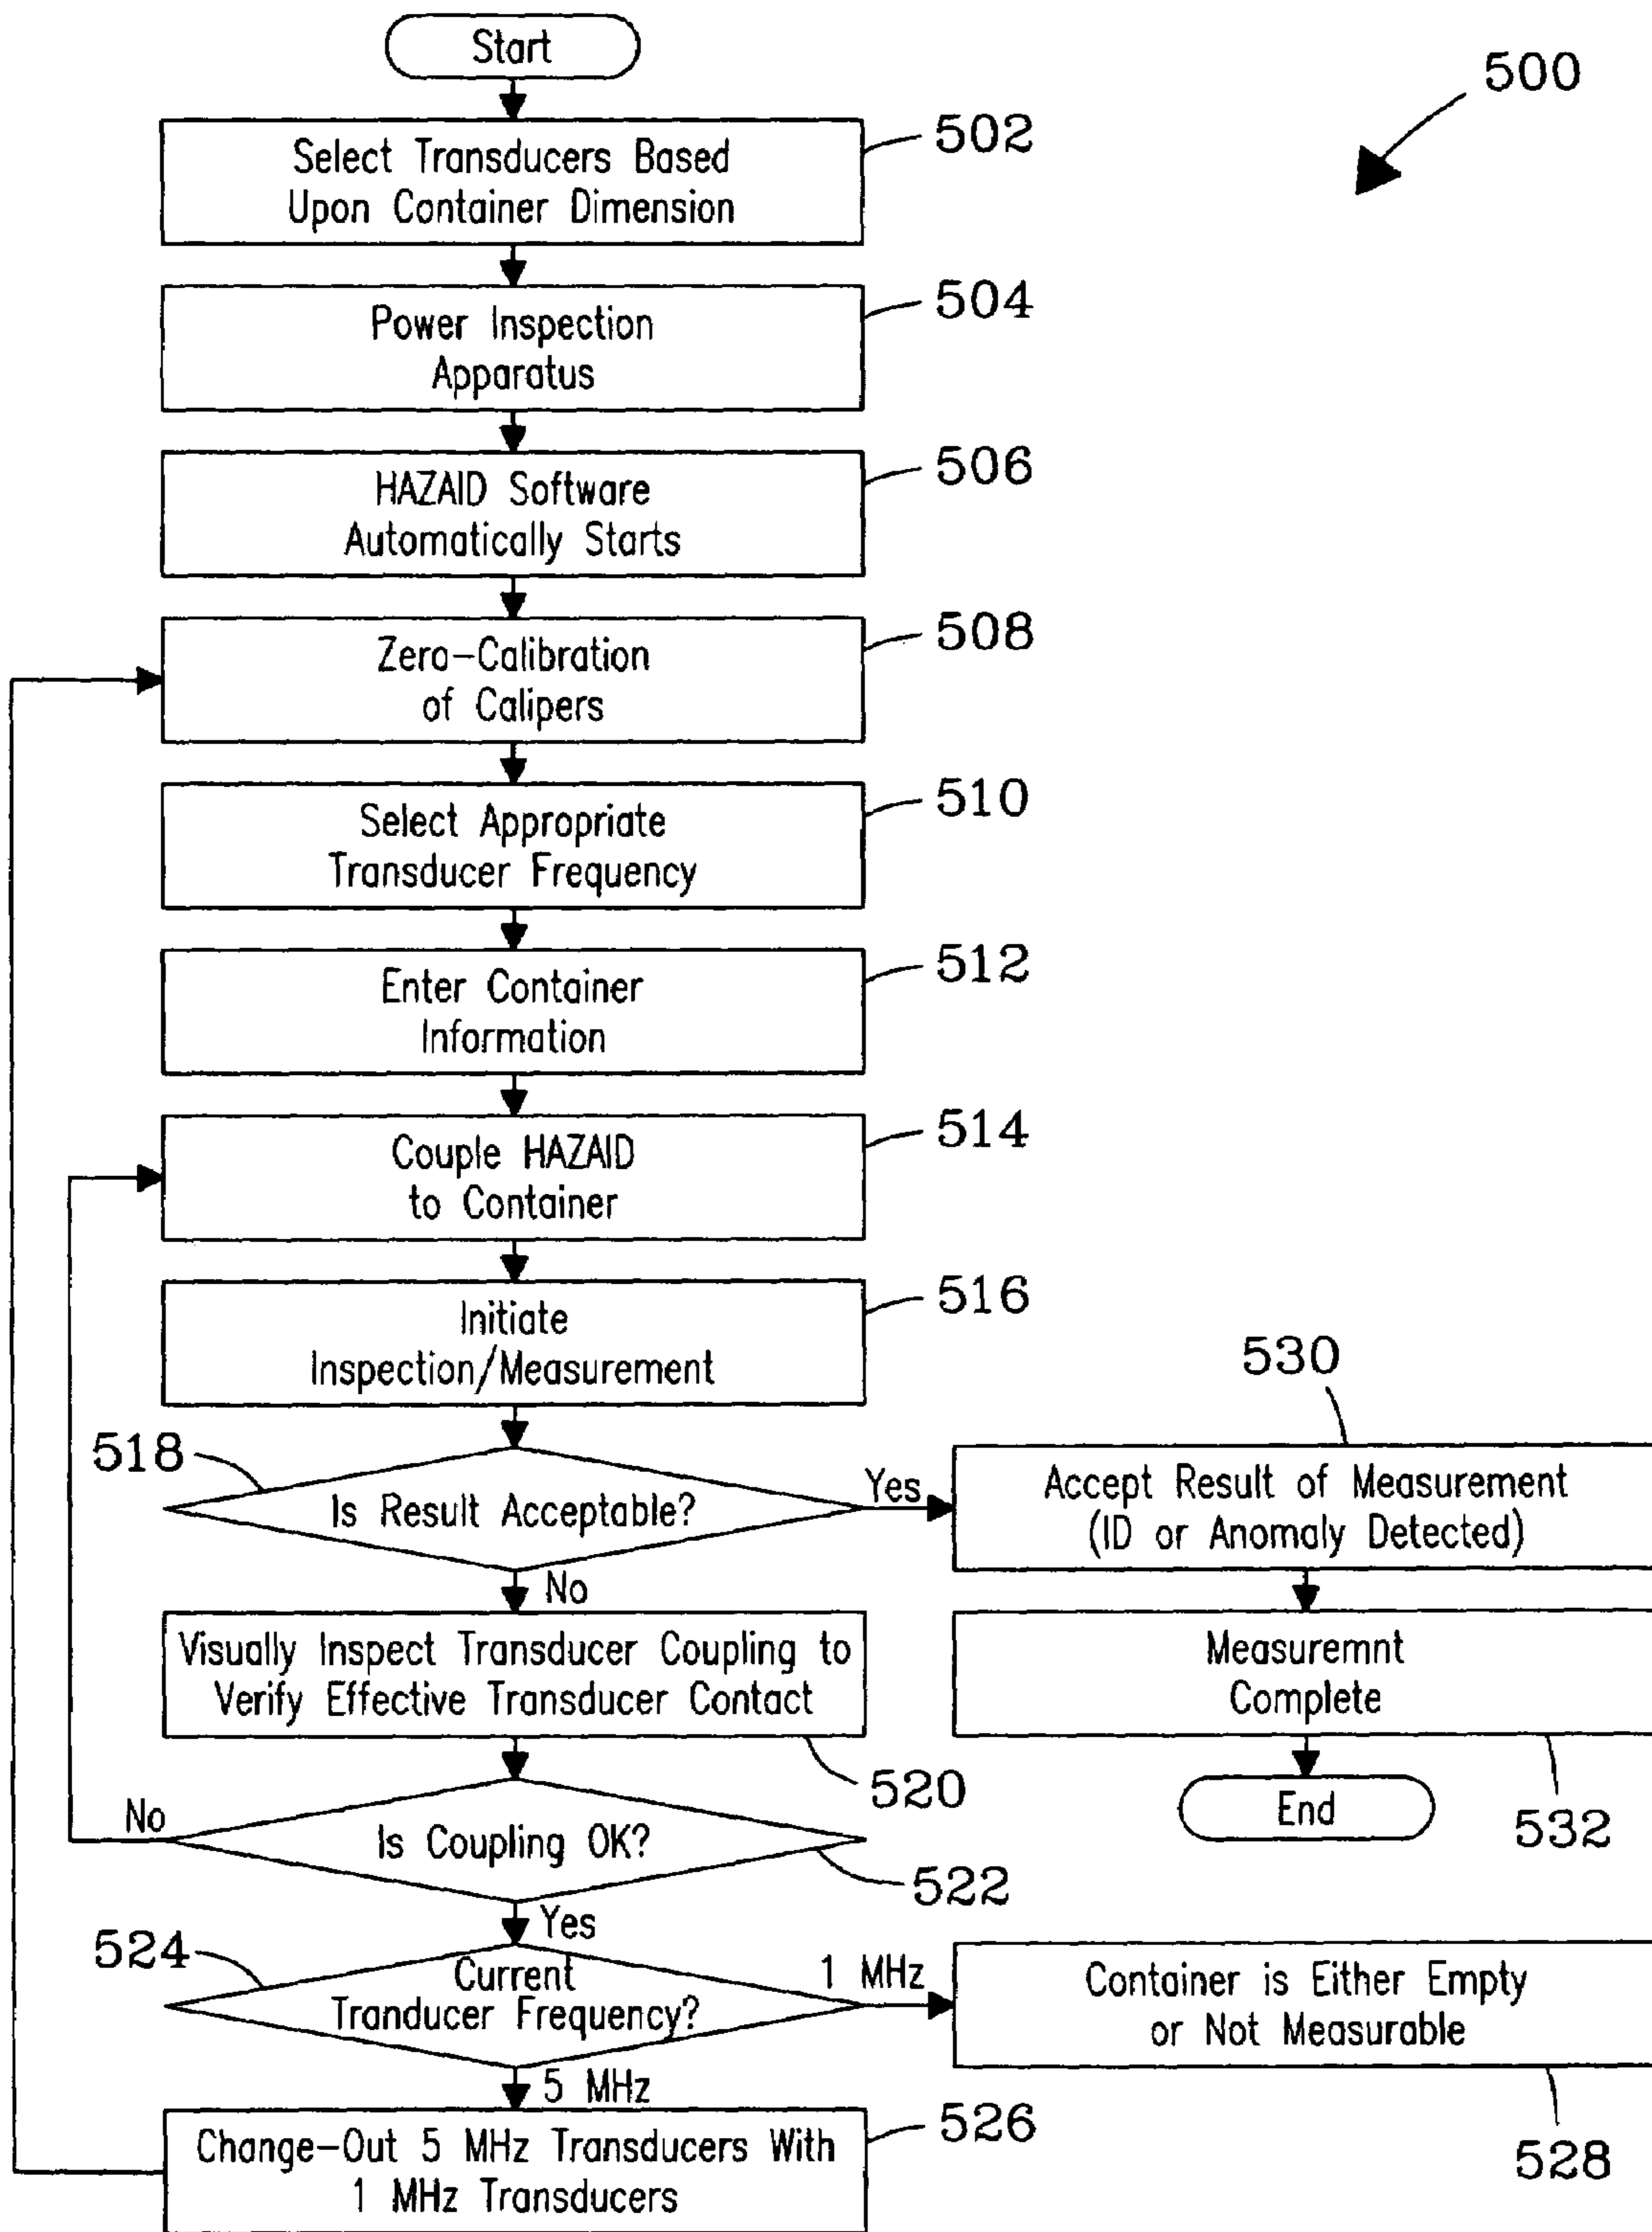 Start
500
502
Select Transducers Based
Upon Container Dimension
504
Power Inspection
Apparatus
506
HAZAID Software
Automatically Starts
508
Zero-Calibration
of Calipers
510
Select Appropriate
Transducer Frequency
512
Enter Container
Information
514
Couple HAZAID
to Container
516
Initiate
Inspection/Measurement
530
518
Is Result Acceptable?
Yes
Accept Result of Measurement
(ID or Anomaly Detected)
No
Visually Inspect Transducer Coupling to
Verify Effective Transducer Contact
520
Measuremnt
Complete
532
End
No
Is Coupling OK?
522
Yes
524
Current
Tranducer Frequency?
1 MHz
Container is Either Empty
or Not Measurable
528
5 MHz
526
Change-Out 5 MHz Transducers With
1 MHz Transducers